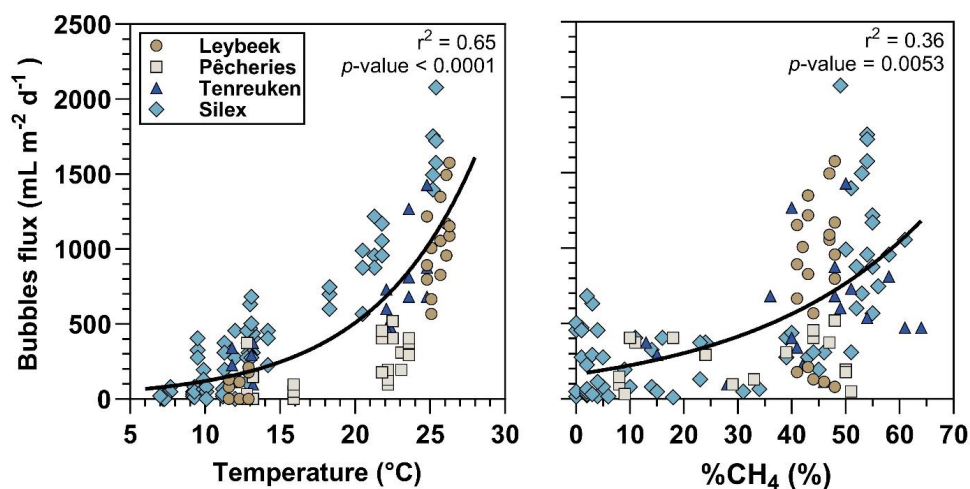 2500
2000
1500
1000
500
0
Bubbles flux (mL m⁻² d⁻¹)
Leybeek
Pêcheries
Tenreuken
Silex
r² = 0.65
p-value < 0.0001
5 10 15 20 25 30
Temperature (°C)
r² = 0.36
p-value = 0.0053
0 10 20 30 40 50 60 70
%CH₄ (%)